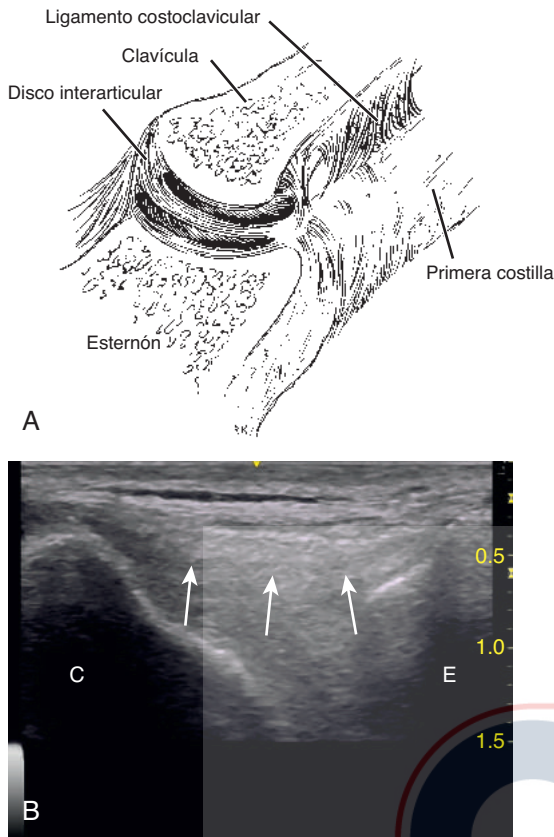 Ligamento costoclavicular
Clavícula
Disco interarticular
Primera costilla
Esternón
A
0.5
C
1.0
E
1.5
B